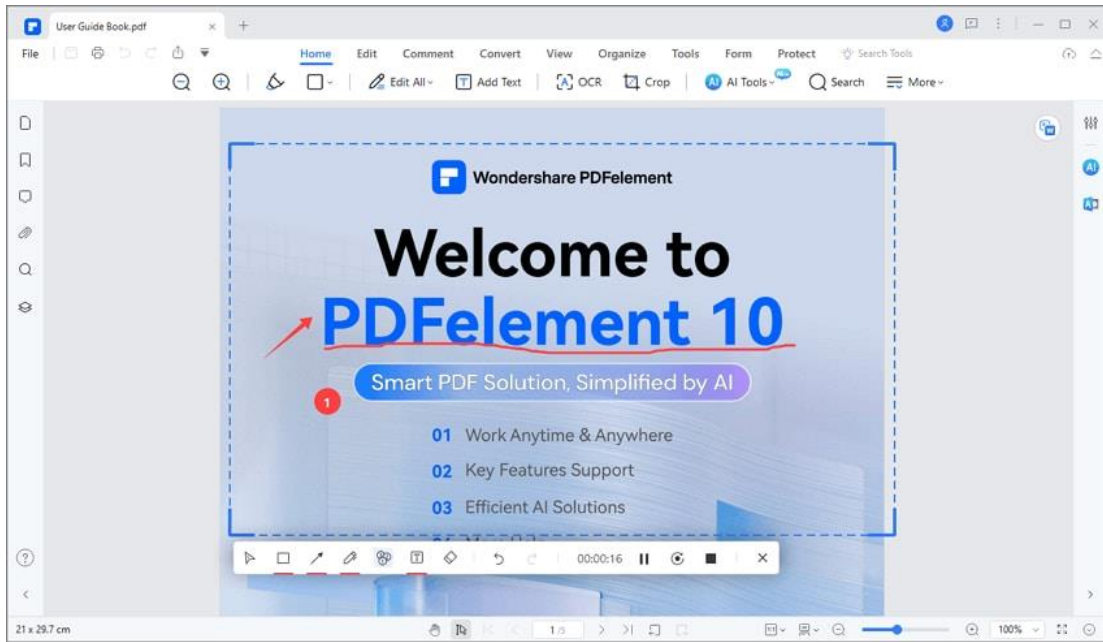 User Guide Book.pdf
File Home Edit Comment Convert View Organize Tools Form Protect Search Tools
Edit All Add Text OCR Crop AI AI Tools Search More
Wondershare PDFelement
Welcome to
PDFelement 10
Smart PDF Solution, Simplified by AI
1
01 Work Anytime & Anywhere
02 Key Features Support
03 Efficient AI Solutions
00:00:16
21 x 29.7 cm 1/5 100%